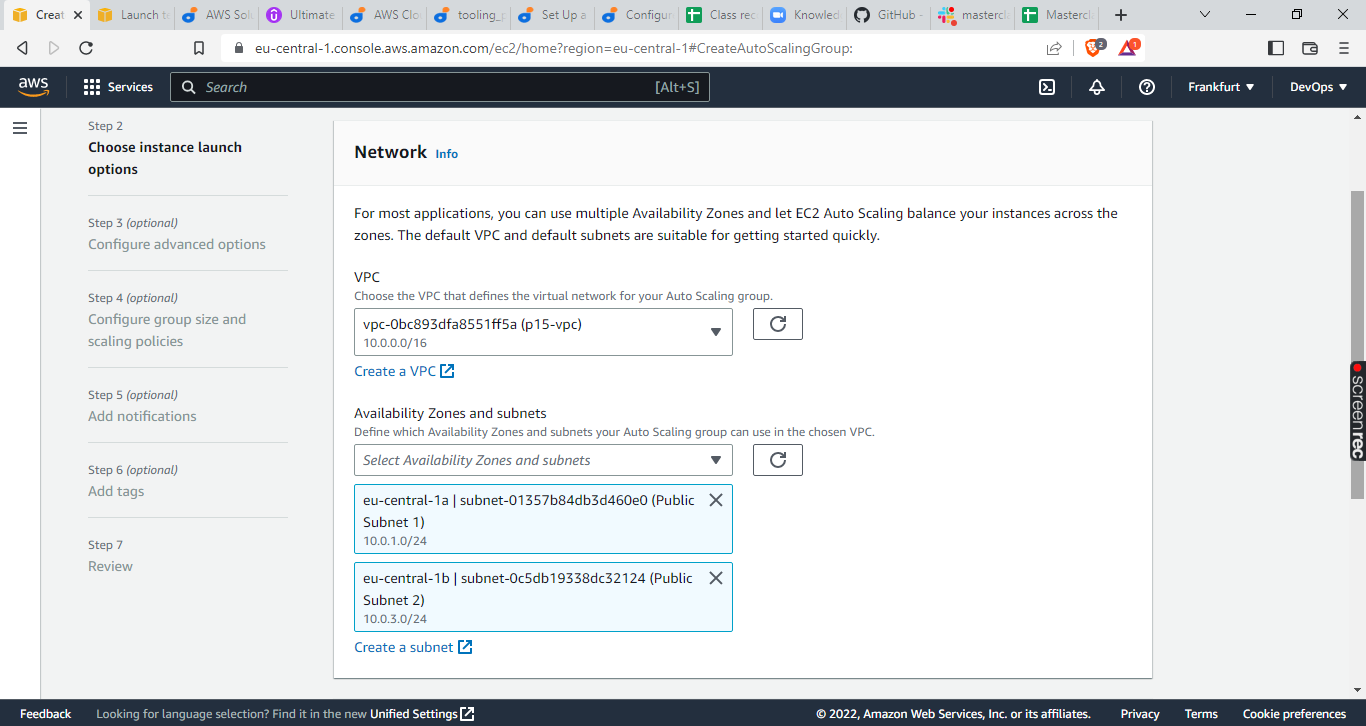 Creat
Launch te
AWS Solu
Ultimate
AWS Clo
tooling_p
Set Up a
Configur
Class rec
Knowled
GitHub -
mastercla
Mastercla
eu-central-1.console.aws.amazon.com/ec2/home?region=eu-central-1#CreateAutoScalingGroup:
2
1
aws
Services
Search
[Alt+S]
Frankfurt
DevOps
Step 2
Choose instance launch
options
Step 3 (optional)
Configure advanced options
Step 4 (optional)
Configure group size and
scaling policies
Step 5 (optional)
Add notifications
Step 6 (optional)
Add tags
Step 7
Review
Network Info
For most applications, you can use multiple Availability Zones and let EC2 Auto Scaling balance your instances across the
zones. The default VPC and default subnets are suitable for getting started quickly.
VPC
Choose the VPC that defines the virtual network for your Auto Scaling group.
vpc-0bc893dfa8551ff5a (p15-vpc)
10.0.0.0/16
Create a VPC
Availability Zones and subnets
Define which Availability Zones and subnets your Auto Scaling group can use in the chosen VPC.
Select Availability Zones and subnets
eu-central-1a | subnet-01357b84db3d460e0 (Public
Subnet 1)
10.0.1.0/24
eu-central-1b | subnet-0c5db19338dc32124 (Public
Subnet 2)
10.0.3.0/24
Create a subnet
screenrec
Feedback
Looking for language selection? Find it in the new Unified Settings
© 2022, Amazon Web Services, Inc. or its affiliates.
Privacy
Terms
Cookie preferences